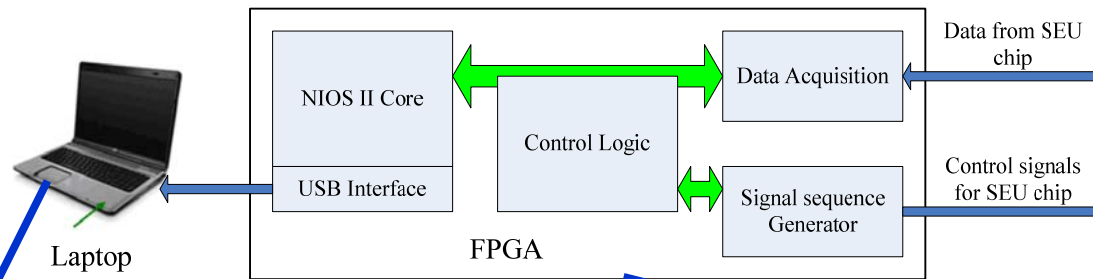 NIOS II Core
USB Interface
Control Logic
Data Acquisition
Signal sequence
Generator
Data from SEU
chip
Control signals
for SEU chip
Laptop
FPGA